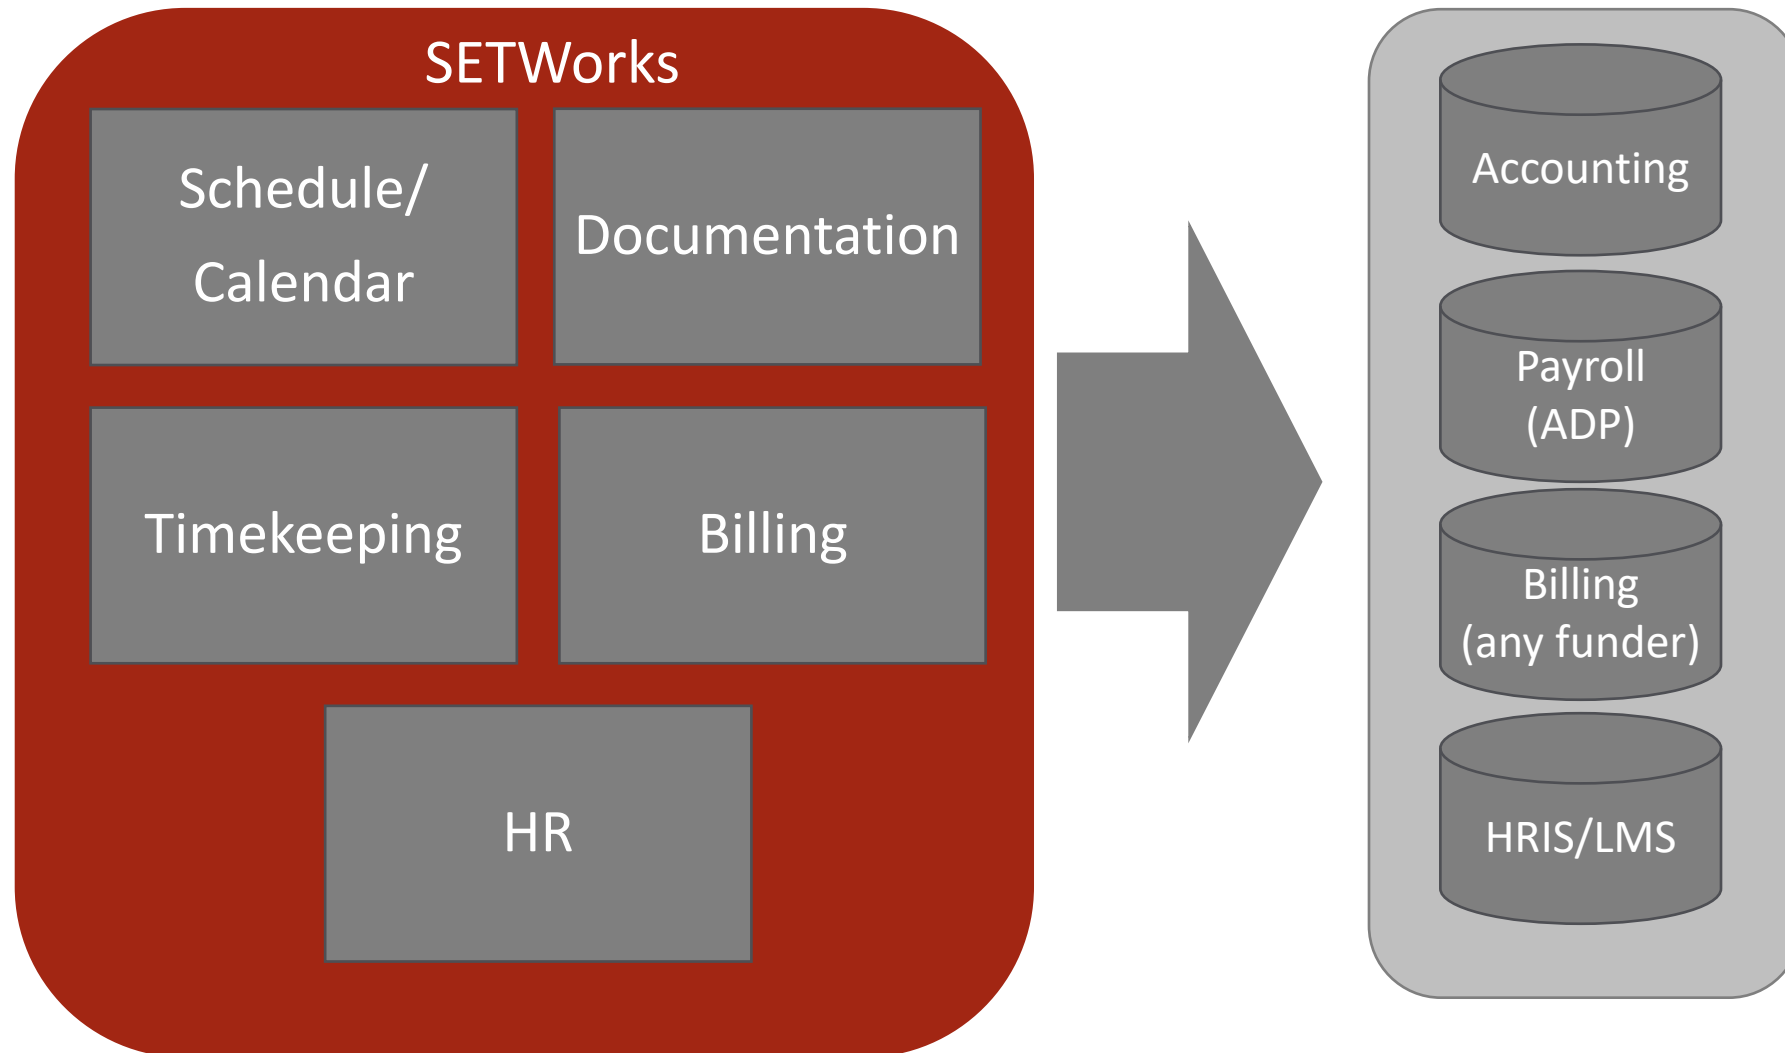 SETWorks
Schedule/
Calendar
Documentation
Timekeeping
Billing
HR
Accounting
Payroll
(ADP)
Billing
(any funder)
HRIS/LMS